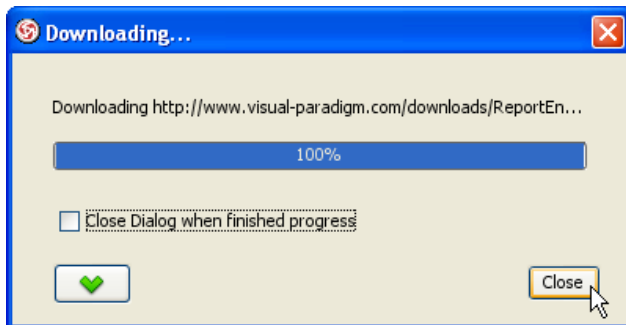 Downloading...
Downloading http://www.visual-paradigm.com/downloads/ReportEn...
100%
Close Dialog when finished progress
Close